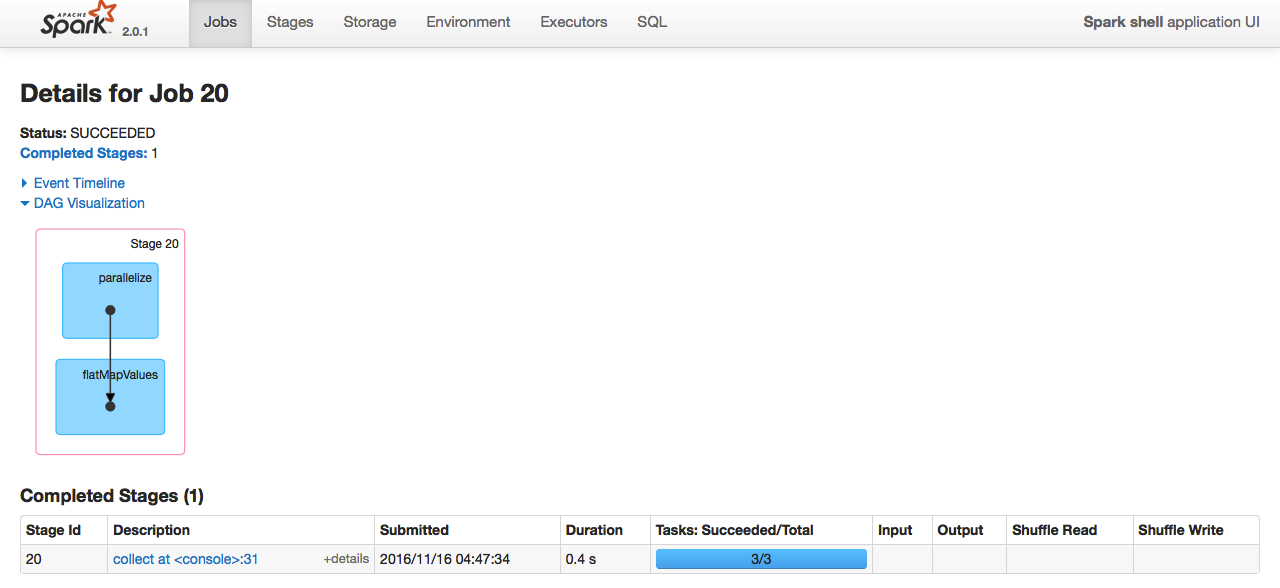 APACHE
Spark 2.0.1 Jobs Stages Storage Environment Executors SQL Spark shell application UI
Details for Job 20
Status: SUCCEEDED
Completed Stages: 1
Event Timeline
DAG Visualization
Stage 20
parallelize
flatMapValues
Completed Stages (1)
Stage Id Description Submitted Duration Tasks: Succeeded/Total Input Output Shuffle Read Shuffle Write
20 collect at <console>:31 +details 2016/11/16 04:47:34 0.4 s 3/3